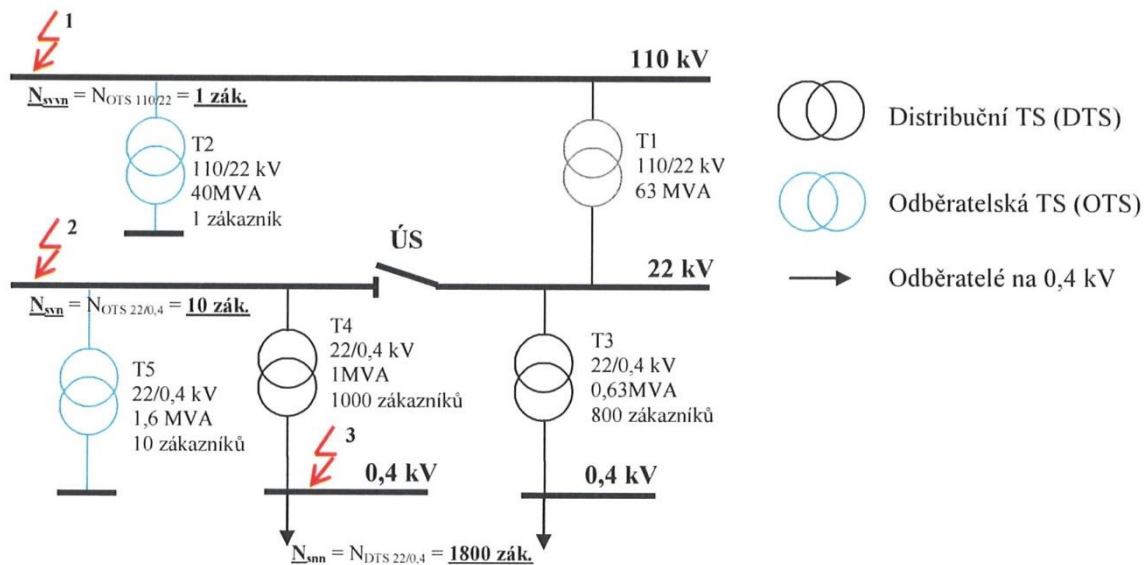 1
110 kV
N_svvn = N_OTS 110/22 = 1 zák.
T2
110/22 kV
40MVA
1 zákazník
T1
110/22 kV
63 MVA
Distribuční TS (DTS)
Odběratelská TS (OTS)
Odběratelé na 0,4 kV
2
ÚS
22 kV
N_svn = N_OTS 22/0,4 = 10 zák.
T5
22/0,4 kV
1,6 MVA
10 zákazníků
T4
22/0,4 kV
1MVA
1000 zákazníků
T3
22/0,4 kV
0,63MVA
800 zákazníků
3
0,4 kV
0,4 kV
N_snn = N_DTS 22/0,4 = 1800 zák.